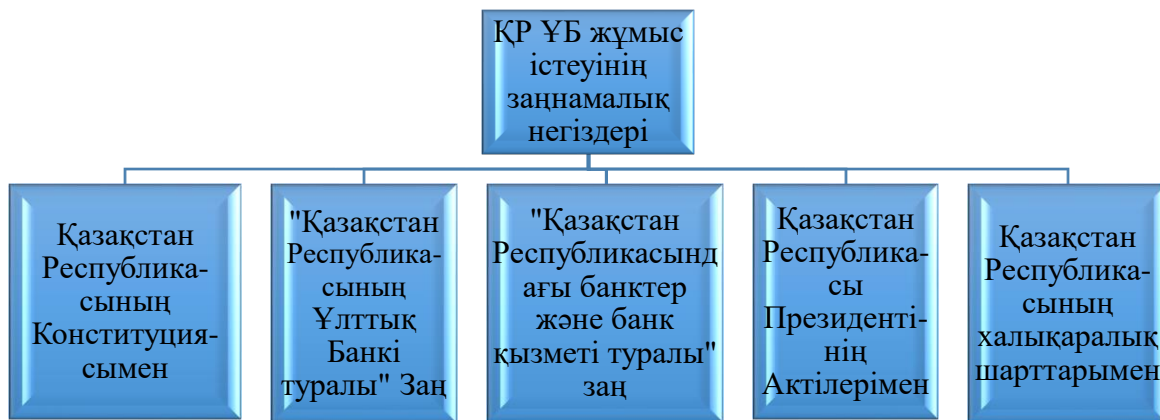 ҚР ҰБ жұмыс
істеуінің
заңнамалық
негіздері
Қазақстан
Республика-
сының
Конституция-
сымен
"Қазақстан
Республика-
сының
Ұлттық
Банкі
туралы" Заң
"Қазақстан
Республикасынд
ағы банктер
және банк
қызметі туралы"
заң
Қазақстан
Республика-
сы
Президенті-
нің
Актілерімен
Қазақстан
Республика-
сының
халықаралық
шарттарымен